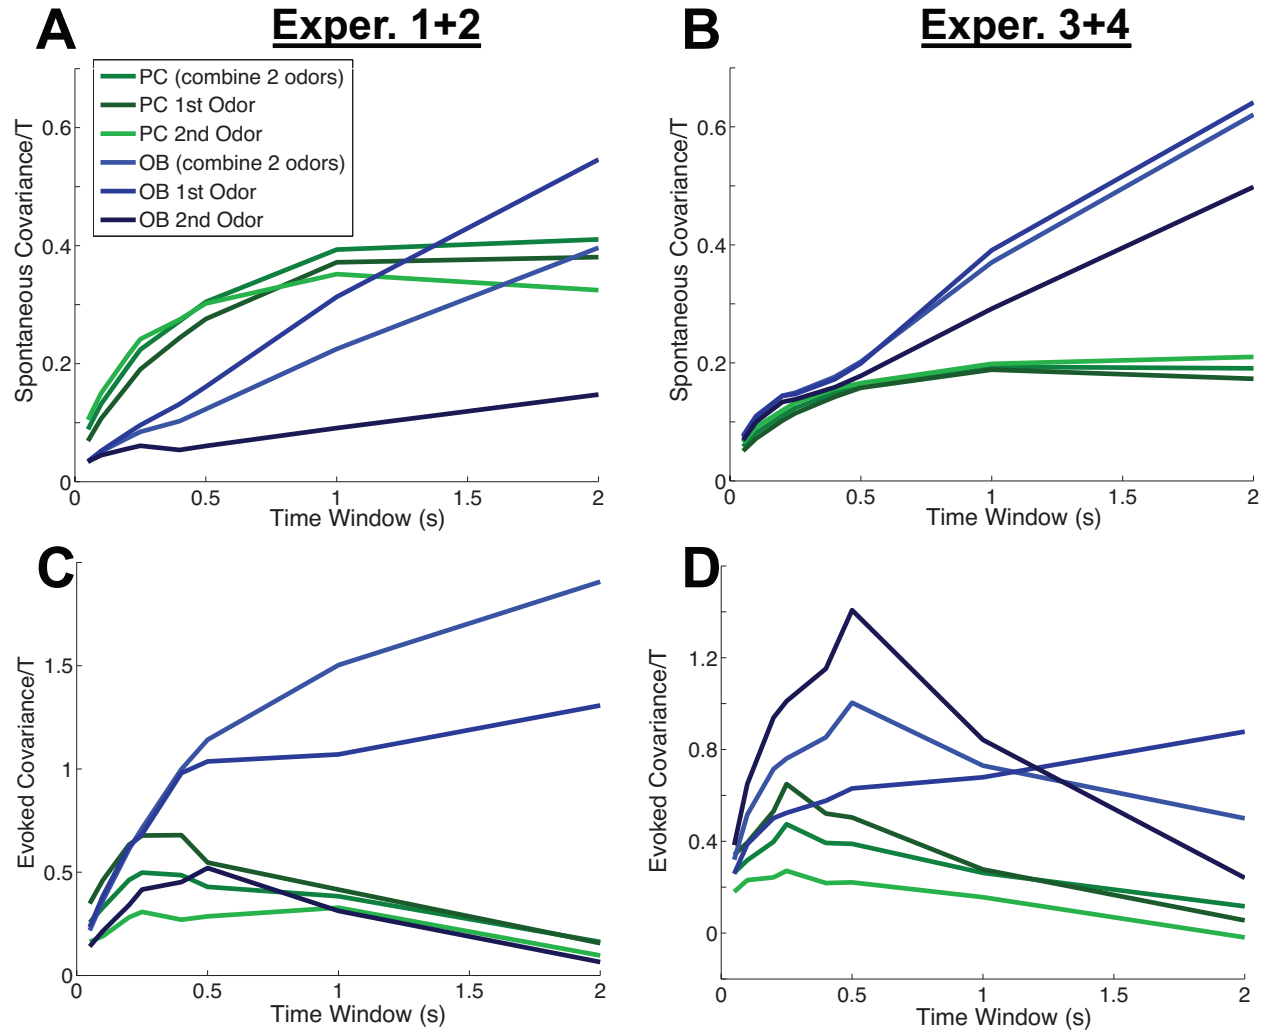 A
Exper. 1+2
B
Exper. 3+4
PC (combine 2 odors)
PC 1st Odor
PC 2nd Odor
OB (combine 2 odors)
OB 1st Odor
OB 2nd Odor
Spontaneous Covariance/T
0.6
0.4
0.2
0
0
0.5
1
1.5
2
Time Window (s)
Spontaneous Covariance/T
0.6
0.4
0.2
0
0
0.5
1
1.5
2
Time Window (s)
C
Evoked Covariance/T
1.5
1
0.5
0
0
0.5
1
1.5
2
Time Window (s)
D
Evoked Covariance/T
1.2
0.8
0.4
0
0
0.5
1
1.5
2
Time Window (s)